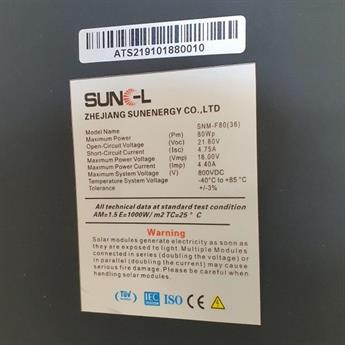 ATS219101880010
SUN-L
ZHEJIANG SUNENERGY CO.,LTD
Model Name SNM-F80(36)
Maximum Power (Pm) 80Wp
Open-Circuit Voltage (Voc) 21.80V
Short-Circuit Current (Isc) 4.75A
Maximum Power Voltage (Vmp) 18.00V
Maximum Power Current (Imp) 4.40A
Maximum System Voltage (V) 800VDC
Temperature System Voltage -40°C to +85°C
Tolerance +/-3%
All technical data at standard test condition
AM=1.5 E=1000W/ m2 TC=25° C
Warning
Solar modules generate electricity as soon as they
are exposed to light. Multiple Modules
connected in series (doubling the voltage) or
in parallel (doubling the current) may cause
serious fire damage. Please be careful when
handling solar modules.
TÜV IEC ISO CE